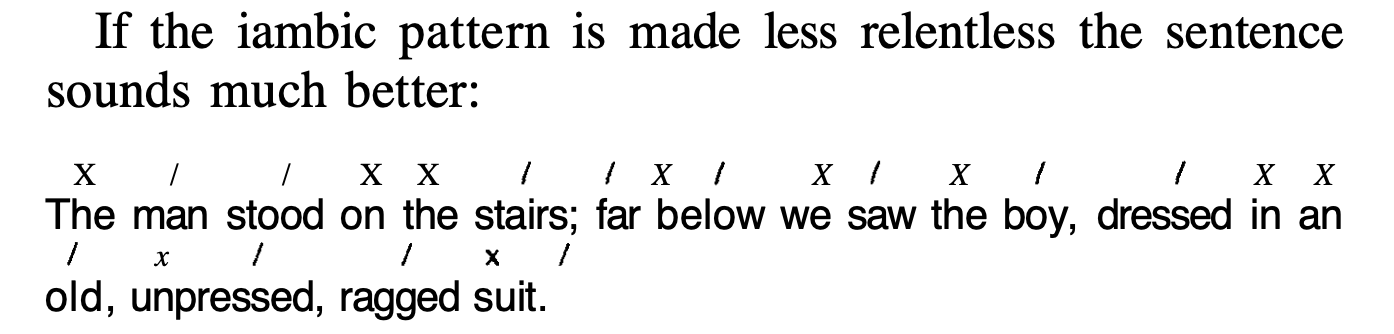 If the iambic pattern is made less relentless the sentence
sounds much better:
X / / X X / / X / X / X / / X X
The man stood on the stairs; far below we saw the boy, dressed in an
/ x / / x /
old, unpressed, ragged suit.